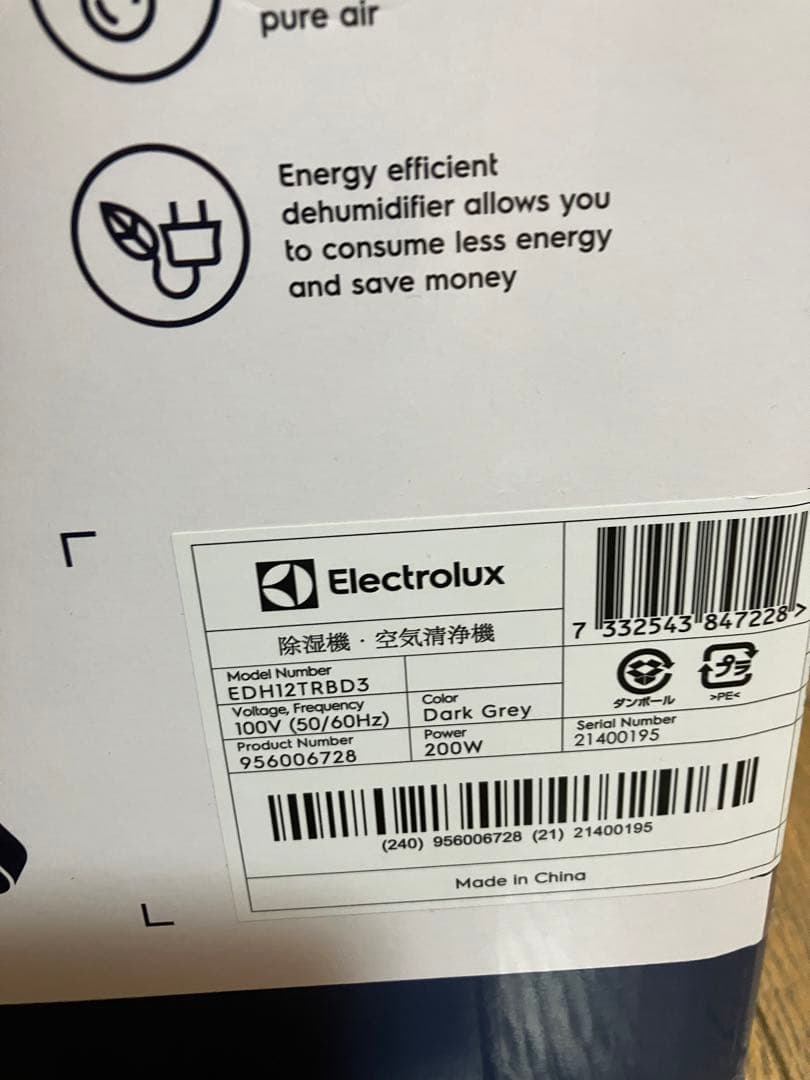 pure air
Energy efficient
dehumidifier allows you
to consume less energy
and save money
Electrolux
除湿機・空気清浄機
Model Number
EDH12TRBD3
Voltage, Frequency
100V (50/60Hz)
Product Number
956006728
Color
Dark Grey
Power
200W
7 332543 847228 >
ダンボール
プラ
>PE<
Serial Number
21400195
(240) 956006728 (21) 21400195
Made in China